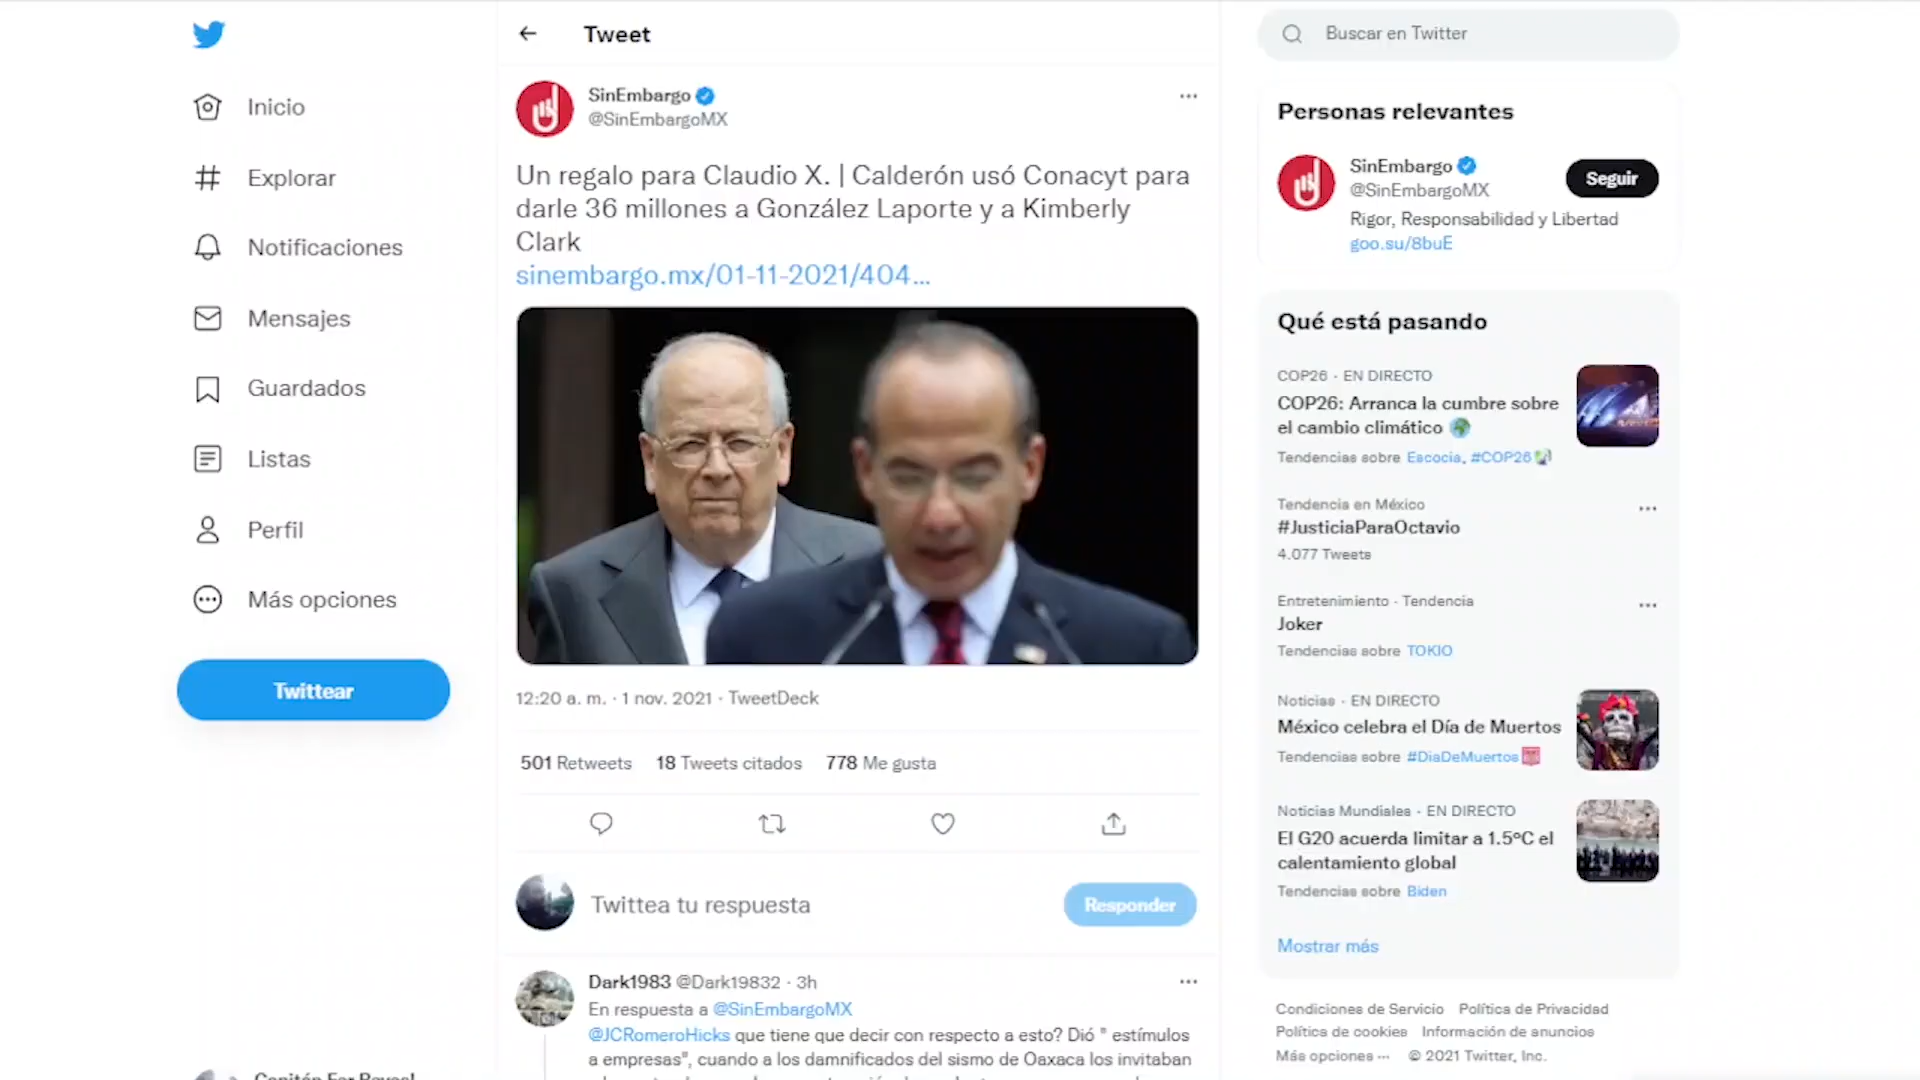 Inicio
Explorar
Notificaciones
Mensajes
Guardados
Listas
Perfil
Más opciones
Twittear
Tweet
SinEmbargo
@SinEmbargoMX
Un regalo para Claudio X. | Calderón usó Conacyt para
darle 36 millones a González Laporte y a Kimberly
Clark
sinembargo.mx/01-11-2021/404...
12:20 a. m. · 1 nov. 2021 · TweetDeck
501 Retweets 18 Tweets citados 778 Me gusta
Twittea tu respuesta
Responder
Dark1983 @Dark19832 · 3h
En respuesta a @SinEmbargoMX
@JCRomeroHicks que tiene que decir con respecto a esto? Dió " estímulos
a empresas", cuando a los damnificados del sismo de Oaxaca los invitaban
Buscar en Twitter
Personas relevantes
SinEmbargo
@SinEmbargoMX
Seguir
Rigor, Responsabilidad y Libertad
goo.su/8buE
Qué está pasando
COP26 · EN DIRECTO
COP26: Arranca la cumbre sobre
el cambio climático
Tendencias sobre Escocia, #COP26
Tendencia en México
#JusticiaParaOctavio
4.077 Tweets
Entretenimiento · Tendencia
Joker
Tendencias sobre TOKIO
Noticias · EN DIRECTO
México celebra el Día de Muertos
Tendencias sobre #DiaDeMuertos
Noticias Mundiales · EN DIRECTO
El G20 acuerda limitar a 1.5°C el
calentamiento global
Tendencias sobre Biden
Mostrar más
Condiciones de Servicio Política de Privacidad
Política de cookies Información de anuncios
Más opciones ··· © 2021 Twitter, Inc.